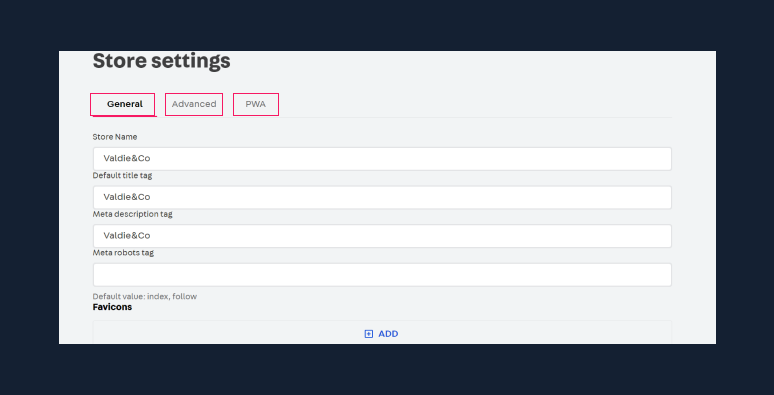 Store settings
General Advanced PWA
Store Name
Valdie&Co
Default title tag
Valdie&Co
Meta description tag
Valdie&Co
Meta robots tag
Default value: index, follow
Favicons
ADD